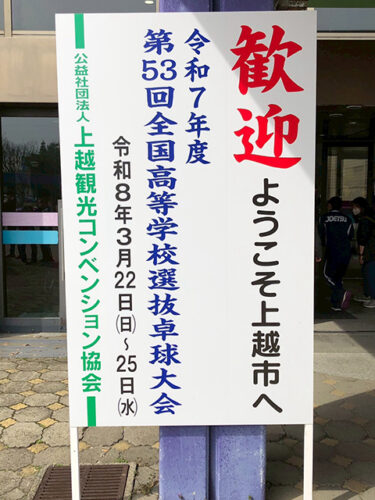 歓迎 ようこそ上越市へ
令和7年度
第53回全国高等学校選抜卓球大会
令和8年3月22日(日)~25日(水)
公益社団法人 上越観光コンベンション協会
JOETSU